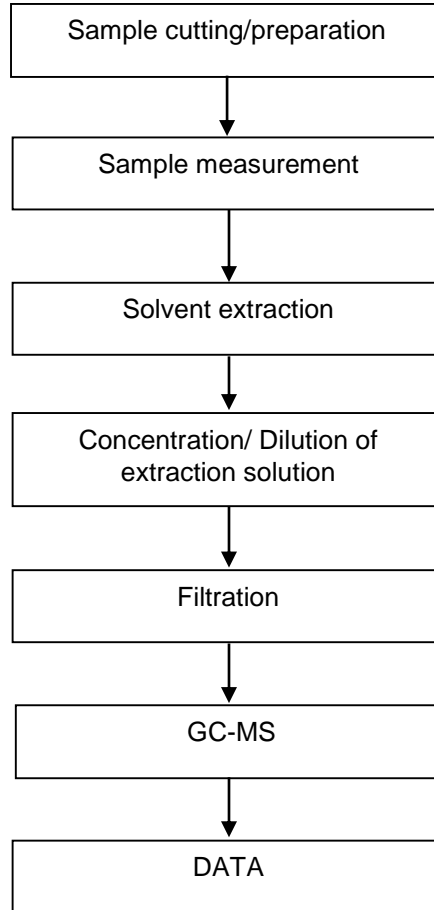 Sample cutting/preparation
Sample measurement
Solvent extraction
Concentration/ Dilution of
extraction solution
Filtration
GC-MS
DATA